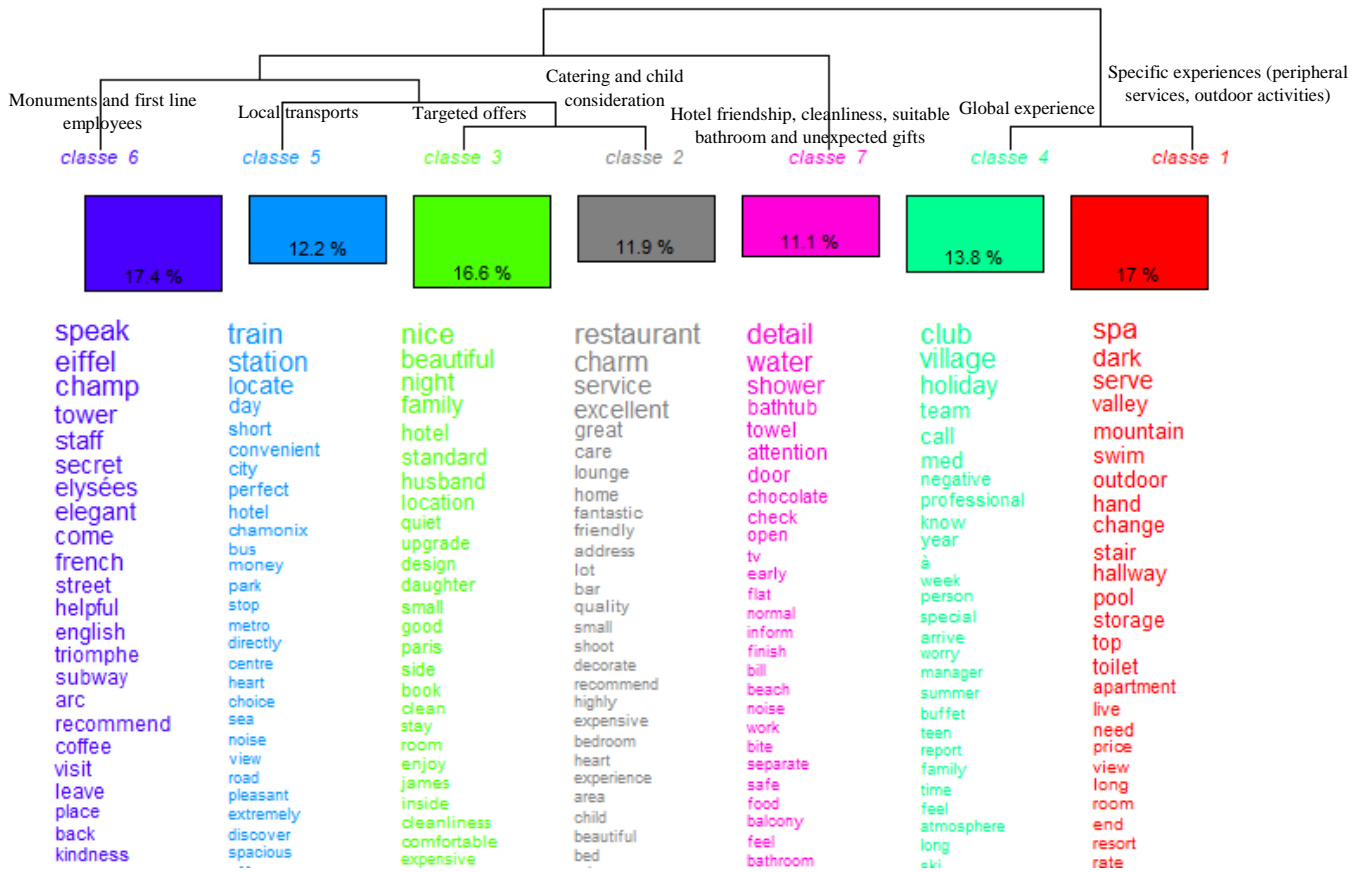 Specific experiences (peripheral
services, outdoor activities)
Catering and child
consideration
Monuments and first line
employees
Local transports
Targeted offers
Hotel friendship, cleanliness, suitable
bathroom and unexpected gifts
Global experience
classe 6
classe 5
classe 3
classe 2
classe 7
classe 4
classe 1
17.4 %
12.2 %
16.6 %
11.9 %
11.1 %
13.8 %
17 %
speak
eiffel
champ
tower
staff
secret
elysées
elegant
come
french
street
helpful
english
triomphe
subway
arc
recommend
coffee
visit
leave
place
back
kindness
train
station
locate
day
short
convenient
city
perfect
hotel
chamonix
bus
money
park
stop
metro
directly
centre
heart
choice
sea
noise
view
road
pleasant
extremely
discover
spacious
nice
beautiful
night
family
hotel
standard
husband
location
quiet
upgrade
design
daughter
small
good
paris
side
book
clean
stay
room
enjoy
james
inside
cleanliness
comfortable
expensive
restaurant
charm
service
excellent
great
care
lounge
home
fantastic
friendly
address
lot
bar
quality
small
shoot
decorate
recommend
highly
expensive
bedroom
heart
experience
area
child
beautiful
bed
detail
water
shower
bathtub
towel
attention
door
chocolate
check
open
tv
early
flat
normal
inform
finish
bill
beach
noise
work
bite
separate
safe
food
balcony
feel
bathroom
club
village
holiday
team
call
med
negative
professional
know
year
à
week
person
special
arrive
worry
manager
summer
buffet
teen
report
family
time
feel
atmosphere
long
ski
spa
dark
serve
valley
mountain
swim
outdoor
hand
change
stair
hallway
pool
storage
top
toilet
apartment
live
need
price
view
long
room
end
resort
rate